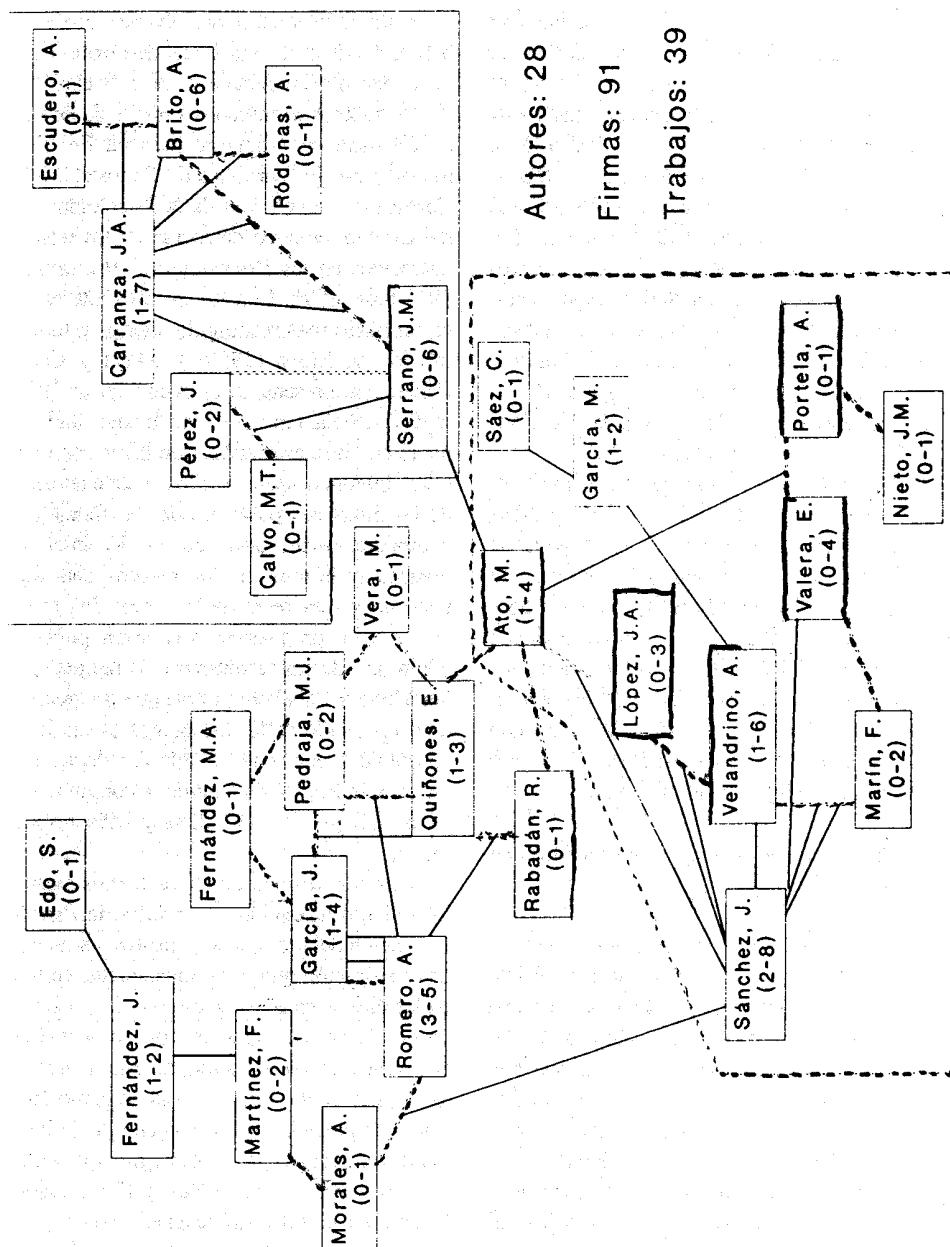 Edo, S.
(0-1)
Escudero, A.
(0-1)
Fernández, J.
(1-2)
Carranza, J.A.
(1-7)
Brito, A.
(0-6)
Fernández, M.A.
(0-1)
Pérez, J.
(0-2)
Martínez, F.
(0-2)
Calvo, M.T.
(0-1)
Ródenas, A.
(0-1)
García, J.
(1-4)
Pedraja, M.J.
(0-2)
Morales, A.
(0-1)
Vera, M.
(0-1)
Romero, A.
(3-5)
Quiñones, E.
(1-3)
Serrano, J.M.
(0-6)
Ato, M.
(1-4)
Sáez, C.
(0-1)
Rabadán, R.
(0-1)
García, M.
(1-2)
López, J.A.
(0-3)
Autores: 28
Firmas: 91
Trabajos: 39
Sánchez, J.
(2-8)
Velandrino, A.
(1-6)
Valera, E.
(0-4)
Portela, A.
(0-1)
Marín, F.
(0-2)
Nieto, J.M.
(0-1)